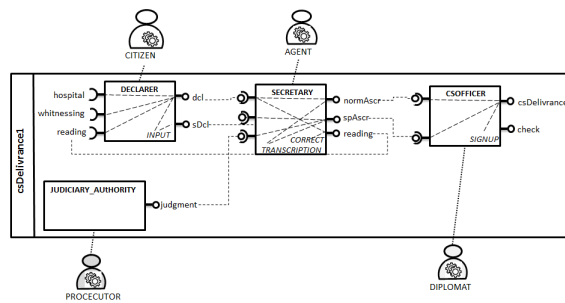 CITIZEN
AGENT
csDelivrance1
hospital
whitnessing
reading
DECLARER
INPUT
dcl
sDcl
SECRETARY
CORRECT
TRANSCRIPTION
normAscr
spAscr
reading
CSOFFICER
SIGNUP
csDelivrance
check
JUDICIARY_AUTHORITY
judgment
PROCECUTOR
DIPLOMAT